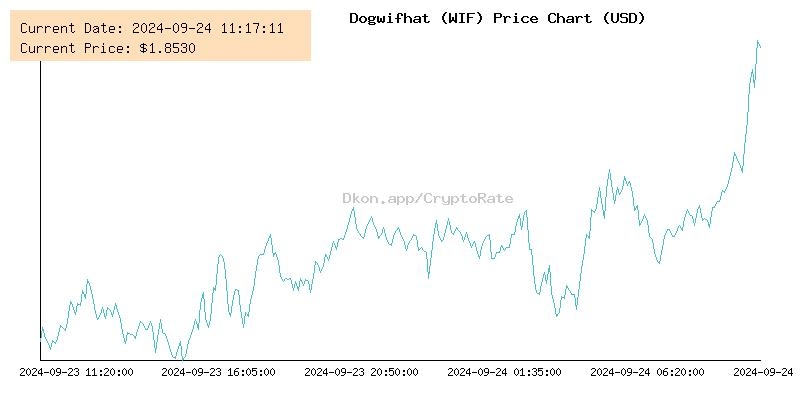 Dogwifhat (WIF) Price Chart (USD)
Current Date: 2024-09-24 11:17:11
Current Price: $1.8530
Dkon.app/CryptoRate
2024-09-23 11:20:00 2024-09-23 16:05:00 2024-09-23 20:50:00 2024-09-24 01:35:00 2024-09-24 06:20:00 2024-09-24